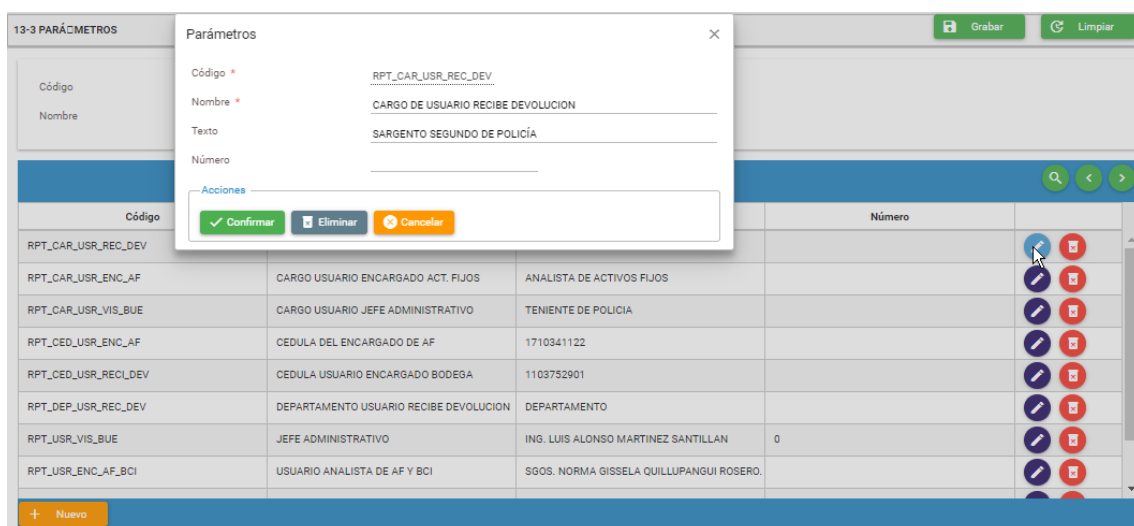 13-3 PARÁ□METROS
Grabar
Limpiar
Parámetros
Código
Nombre
Código *
RPT_CAR_USR_REC_DEV
Nombre *
CARGO DE USUARIO RECIBE DEVOLUCION
Texto
SARGENTO SEGUNDO DE POLICÍA
Número
Acciones
Confirmar Eliminar Cancelar
Código Número
RPT_CAR_USR_REC_DEV
RPT_CAR_USR_ENC_AF CARGO USUARIO ENCARGADO ACT. FIJOS ANALISTA DE ACTIVOS FIJOS
RPT_CAR_USR_VIS_BUE CARGO USUARIO JEFE ADMINISTRATIVO TENIENTE DE POLICIA
RPT_CED_USR_ENC_AF CEDULA DEL ENCARGADO DE AF 1710341122
RPT_CED_USR_RECI_DEV CEDULA USUARIO ENCARGADO BODEGA 1103752901
RPT_DEP_USR_REC_DEV DEPARTAMENTO USUARIO RECIBE DEVOLUCION DEPARTAMENTO
RPT_USR_VIS_BUE JEFE ADMINISTRATIVO ING. LUIS ALONSO MARTINEZ SANTILLAN 0
RPT_USR_ENC_AF_BCI USUARIO ANALISTA DE AF Y BCI SGOS. NORMA GISSELA QUILLUPANGUI ROSERO.
+ Nuevo